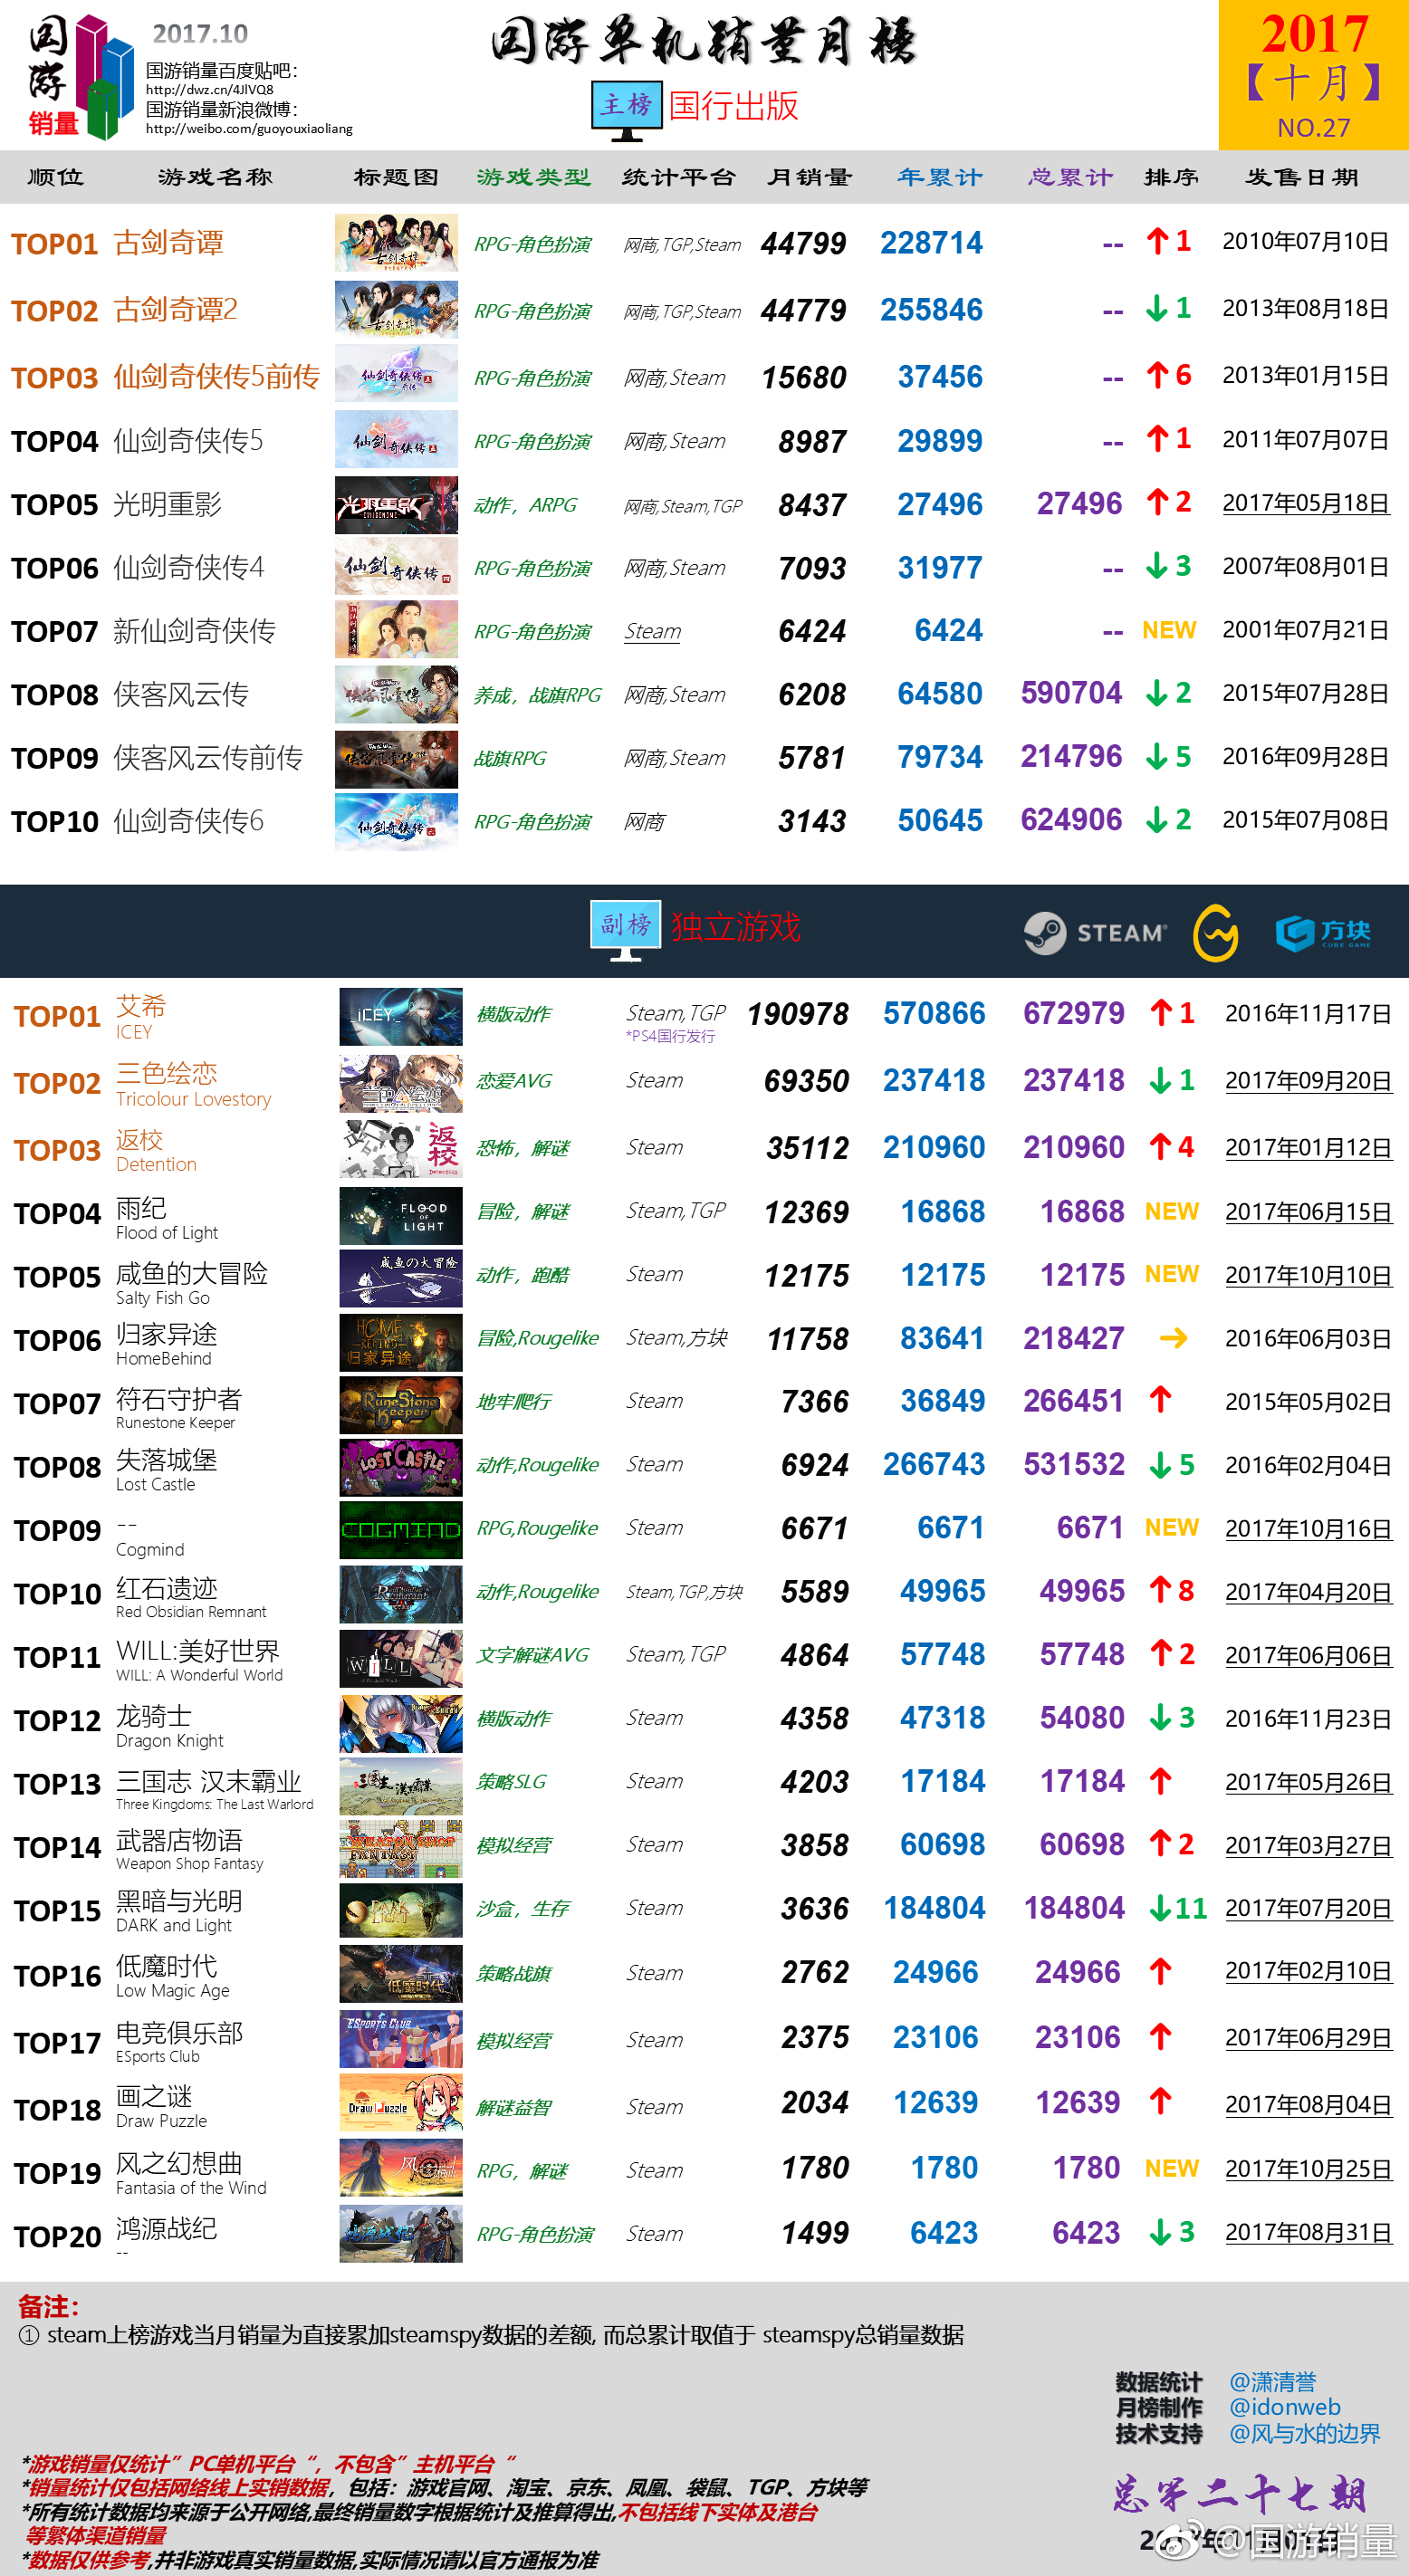 国游
销量
2017.10
国游销量百度贴吧：
http://dwz.cn/4JlVQ8
国游销量新浪微博：
http://weibo.com/guoyouxiaoliang
国游单机销量月榜
主榜 国行出版
2017
【十月】
NO.27
顺位 游戏名称 标题图 游戏类型 统计平台 月销量 年累计 总累计 排序 发售日期
TOP01 古剑奇谭 古剑奇谭 RPG-角色扮演 网商,TGP,Steam 44799 228714 -- ↑1 2010年07月10日
TOP02 古剑奇谭2 古剑奇谭 RPG-角色扮演 网商,TGP,Steam 44779 255846 -- ↓1 2013年08月18日
TOP03 仙剑奇侠传5前传 仙剑奇侠传五前传 RPG-角色扮演 网商,Steam 15680 37456 -- ↑6 2013年01月15日
TOP04 仙剑奇侠传5 仙剑奇侠传五 RPG-角色扮演 网商,Steam 8987 29899 -- ↑1 2011年07月07日
TOP05 光明重影 光明重影 EVILGENOME 动作，ARPG 网商,Steam,TGP 8437 27496 27496 ↑2 2017年05月18日
TOP06 仙剑奇侠传4 仙剑奇侠传四 RPG-角色扮演 网商,Steam 7093 31977 -- ↓3 2007年08月01日
TOP07 新仙剑奇侠传 RPG-角色扮演 Steam 6424 6424 -- NEW 2001年07月21日
TOP08 侠客风云传 俠客風雲傳 养成，战旗RPG 网商,Steam 6208 64580 590704 ↓2 2015年07月28日
TOP09 侠客风云传前传 俠客風雲傳 战旗RPG 网商,Steam 5781 79734 214796 ↓5 2016年09月28日
TOP10 仙剑奇侠传6 仙剑奇侠传六 RPG-角色扮演 网商 3143 50645 624906 ↓2 2015年07月08日
副榜 独立游戏 STEAM 方块
CUBE GAME
TOP01 艾希 iCEY_ 横版动作 Steam,TGP 190978 570866 672979 ↑1 2016年11月17日
ICEY *PS4国行发行
TOP02 三色绘恋 三色绘恋 恋爱AVG Steam 69350 237418 237418 ↓1 2017年09月20日
Tricolour Lovestory
TOP03 返校 返校 Detention 恐怖，解谜 Steam 35112 210960 210960 ↑4 2017年01月12日
Detention
TOP04 雨纪 FLOOD OF LIGHT 冒险，解谜 Steam,TGP 12369 16868 16868 NEW 2017年06月15日
Flood of Light
TOP05 咸鱼的大冒险 咸鱼の大冒险 动作，跑酷 Steam 12175 12175 12175 NEW 2017年10月10日
Salty Fish Go
TOP06 归家异途 HOME BEHIND 归家异途 冒险,Rougelike Steam,方块 11758 83641 218427 → 2016年06月03日
HomeBehind
TOP07 符石守护者 RuneStone Keeper 地牢爬行 Steam 7366 36849 266451 ↑ 2015年05月02日
Runestone Keeper
TOP08 失落城堡 LOST CASTLE 动作,Rougelike Steam 6924 266743 531532 ↓5 2016年02月04日
Lost Castle
TOP09 -- COGMIND RPG,Rougelike Steam 6671 6671 6671 NEW 2017年10月16日
Cogmind
TOP10 红石遗迹 动作,Rougelike Steam,TGP,方块 5589 49965 49965 ↑8 2017年04月20日
Red Obsidian Remnant
TOP11 WILL:美好世界 WILL 文字解谜AVG Steam,TGP 4864 57748 57748 ↑2 2017年06月06日
WILL: A Wonderful World
TOP12 龙骑士 横版动作 Steam 4358 47318 54080 ↓3 2016年11月23日
Dragon Knight
TOP13 三国志 汉末霸业 三國志 漢末霸業 策略SLG Steam 4203 17184 17184 ↑ 2017年05月26日
Three Kingdoms: The Last Warlord
TOP14 武器店物语 WEAPON SHOP FANTASY 模拟经营 Steam 3858 60698 60698 ↑2 2017年03月27日
Weapon Shop Fantasy
TOP15 黑暗与光明 DARK LIGHT 沙盒，生存 Steam 3636 184804 184804 ↓11 2017年07月20日
DARK and Light
TOP16 低魔时代 低魔时代 策略战旗 Steam 2762 24966 24966 ↑ 2017年02月10日
Low Magic Age
TOP17 电竞俱乐部 ESports Club 模拟经营 Steam 2375 23106 23106 ↑ 2017年06月29日
ESports Club
TOP18 画之谜 Draw Puzzle 解谜益智 Steam 2034 12639 12639 ↑ 2017年08月04日
Draw Puzzle
TOP19 风之幻想曲 RPG，解谜 Steam 1780 1780 1780 NEW 2017年10月25日
Fantasia of the Wind
TOP20 鸿源战纪 鸿源战纪 RPG-角色扮演 Steam 1499 6423 6423 ↓3 2017年08月31日
--
备注：
① steam上榜游戏当月销量为直接累加steamspy数据的差额, 而总累计取值于 steamspy总销量数据
数据统计 @潇清誉
月榜制作 @idonweb
技术支持 @风与水的边界
*游戏销量仅统计”PC单机平台“，不包含”主机平台“
*销量统计仅包括网络线上实销数据，包括：游戏官网、淘宝、京东、凤凰、袋鼠、TGP、方块等
*所有统计数据均来源于公开网络,最终销量数字根据统计及推算得出,不包括线下实体及港台
等繁体渠道销量
*数据仅供参考,并非游戏真实销量数据,实际情况请以官方通报为准
总第二十七期
@国游销量